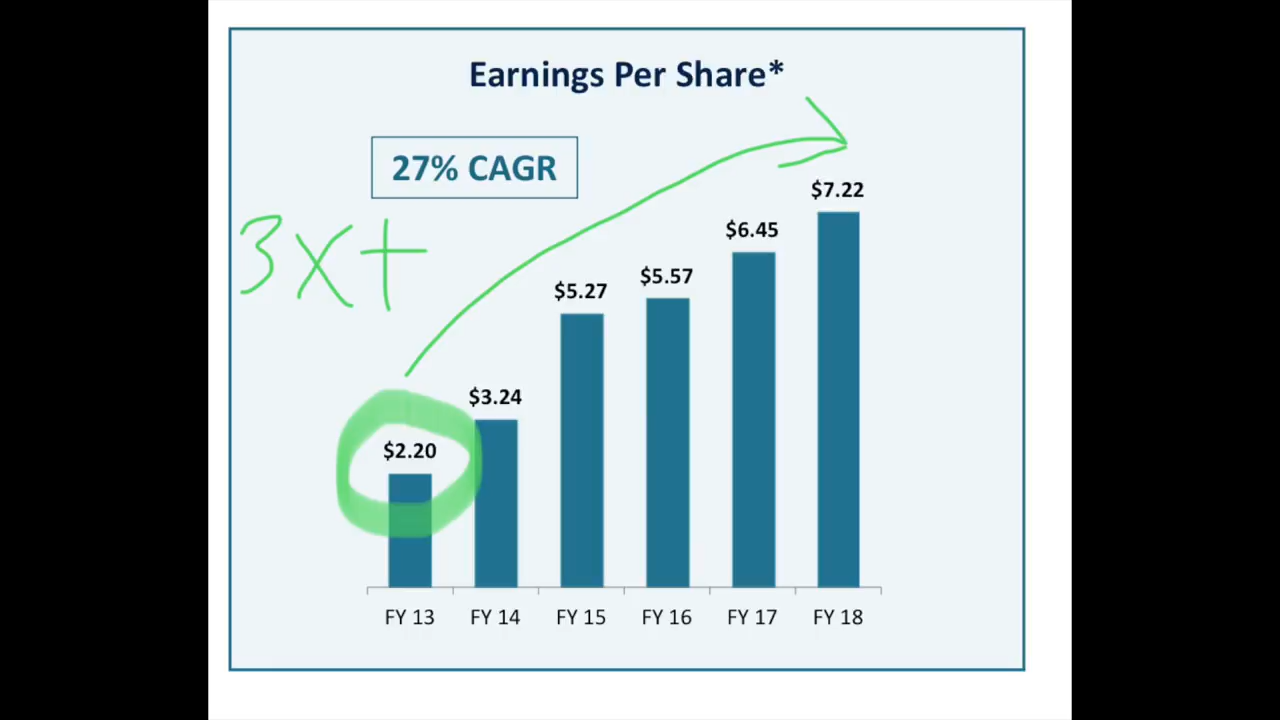 Earnings Per Share*
27% CAGR
3x+
$2.20
$3.24
$5.27
$5.57
$6.45
$7.22
FY 13
FY 14
FY 15
FY 16
FY 17
FY 18